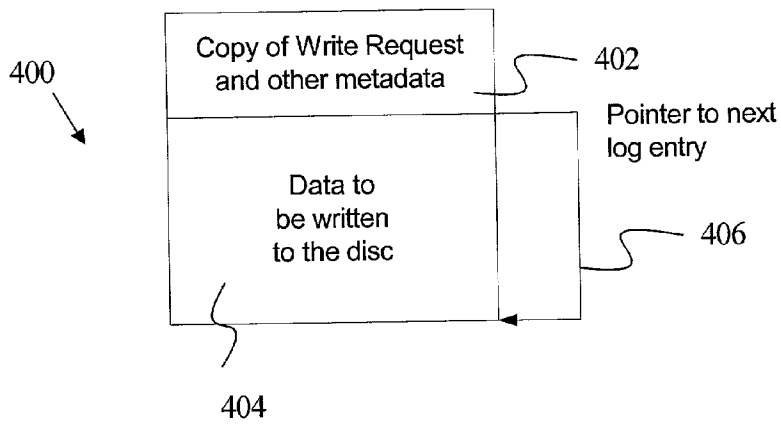 Copy of Write Request
and other metadata
400
402
Pointer to next
log entry
Data to
be written
to the disc
406
404